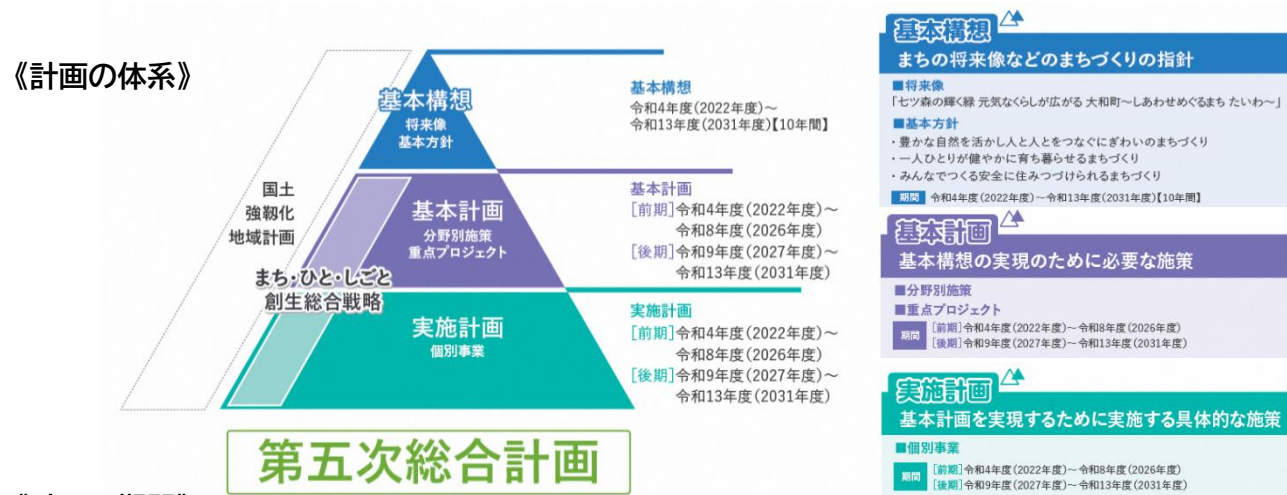 《計画の体系》
基本構想
将来像
基本方針
基本計画
分野別施策
重点プロジェクト
実施計画
個別事業
国土
強靱化
地域計画
まち・ひと・しごと
創生総合戦略
基本構想
令和4年度(2022年度)～
令和13年度(2031年度)【10年間】
基本計画
[前期]令和4年度(2022年度)～
令和8年度(2026年度)
[後期]令和9年度(2027年度)～
令和13年度(2031年度)
実施計画
[前期]令和4年度(2022年度)～
令和8年度(2026年度)
[後期]令和9年度(2027年度)～
令和13年度(2031年度)
第五次総合計画
基本構想
まちの将来像などのまちづくりの指針
■将来像
「七ツ森の輝く緑 元気なくらしが広がる 大和町～しあわせめぐるまち たいわ～」
■基本方針
・豊かな自然を活かし人と人とをつなぐにぎわいのまちづくり
・一人ひとりが健やかに育ち暮らせるまちづくり
・みんなでつくる安全に住みつづけられるまちづくり
期間 令和4年度(2022年度)～令和13年度(2031年度)【10年間】
基本計画
基本構想の実現のために必要な施策
■分野別施策
■重点プロジェクト
期間 [前期]令和4年度(2022年度)～令和8年度(2026年度)
[後期]令和9年度(2027年度)～令和13年度(2031年度)
実施計画
基本計画を実現するために実施する具体的な施策
■個別事業
期間 [前期]令和4年度(2022年度)～令和8年度(2026年度)
[後期]令和9年度(2027年度)～令和13年度(2031年度)